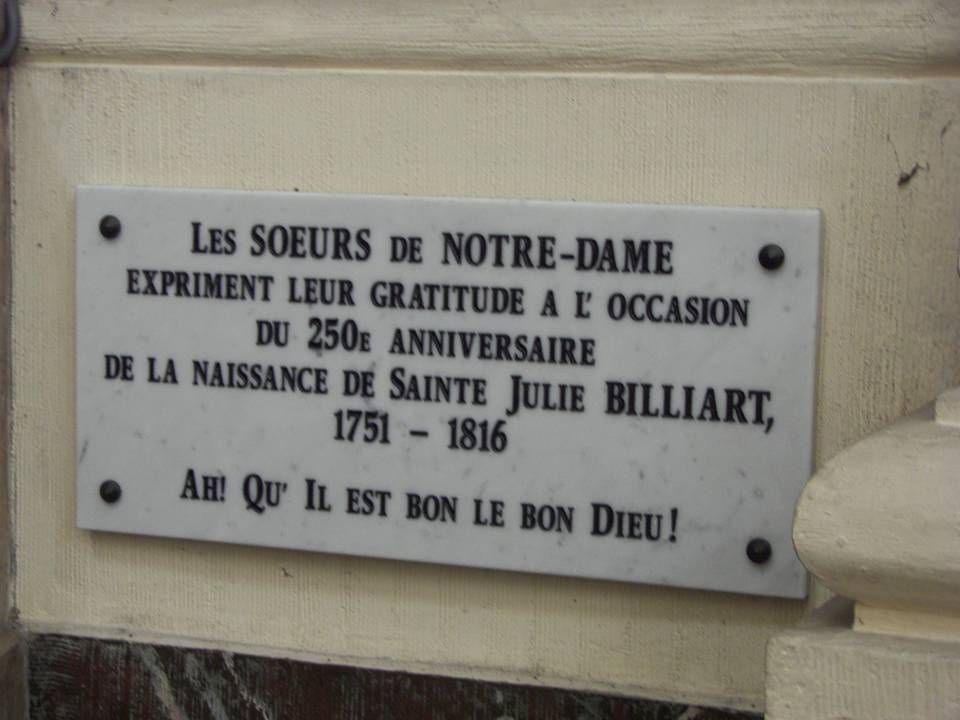 LES SOEURS DE NOTRE-DAME
EXPRIMENT LEUR GRATITUDE A L' OCCASION
DU 250E ANNIVERSAIRE
DE LA NAISSANCE DE SAINTE JULIE BILLIART,
1751 – 1816
AH! QU' IL EST BON LE BON DIEU!